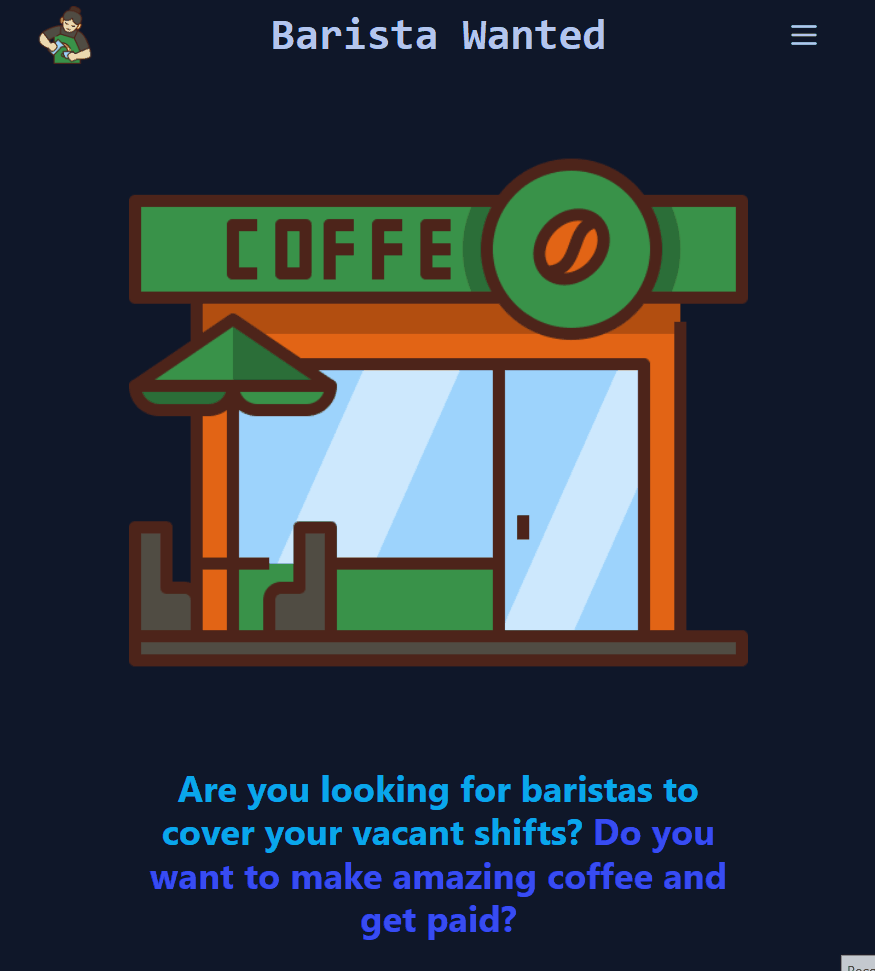 Barista Wanted
COFFE
Are you looking for baristas to
cover your vacant shifts? Do you
want to make amazing coffee and
get paid?